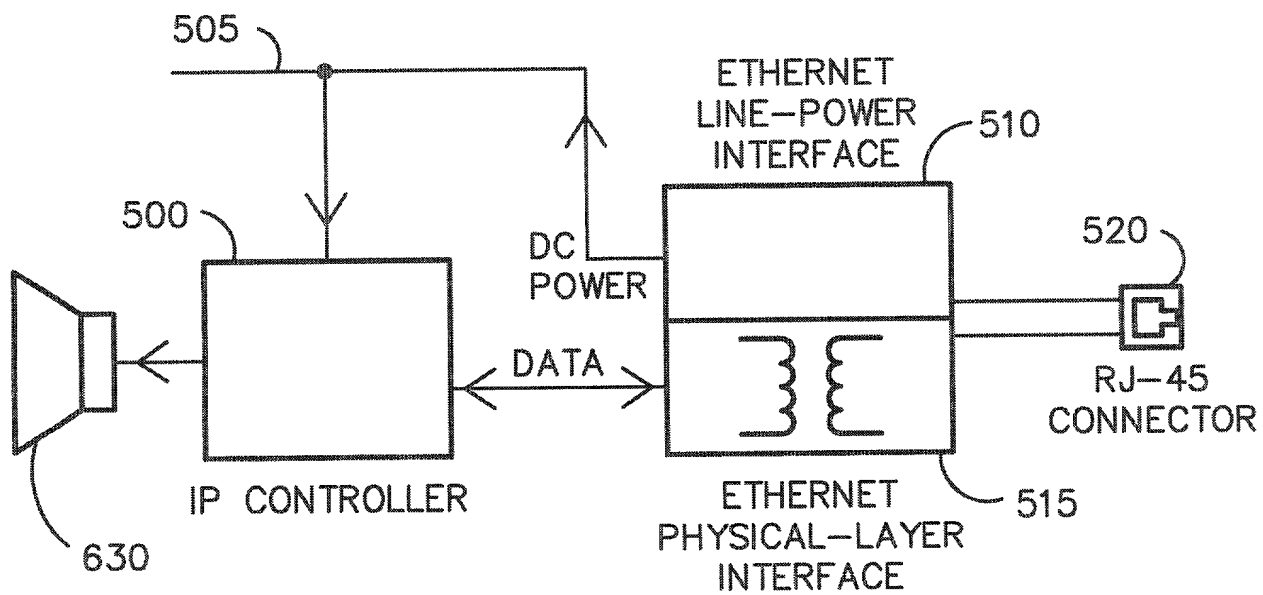 505
ETHERNET
LINE-POWER
INTERFACE
510
500
DC
POWER
520
DATA
RJ-45
CONNECTOR
IP CONTROLLER
630
ETHERNET
PHYSICAL-LAYER
INTERFACE
515